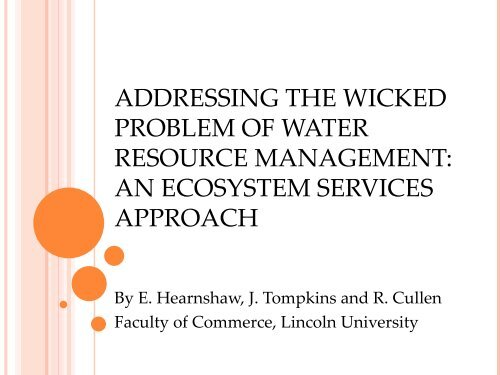 ADDRESSING THE WICKED
PROBLEM OF WATER
RESOURCE MANAGEMENT:
AN ECOSYSTEM SERVICES
APPROACH
By E. Hearnshaw, J. Tompkins and R. Cullen
Faculty of Commerce, Lincoln University